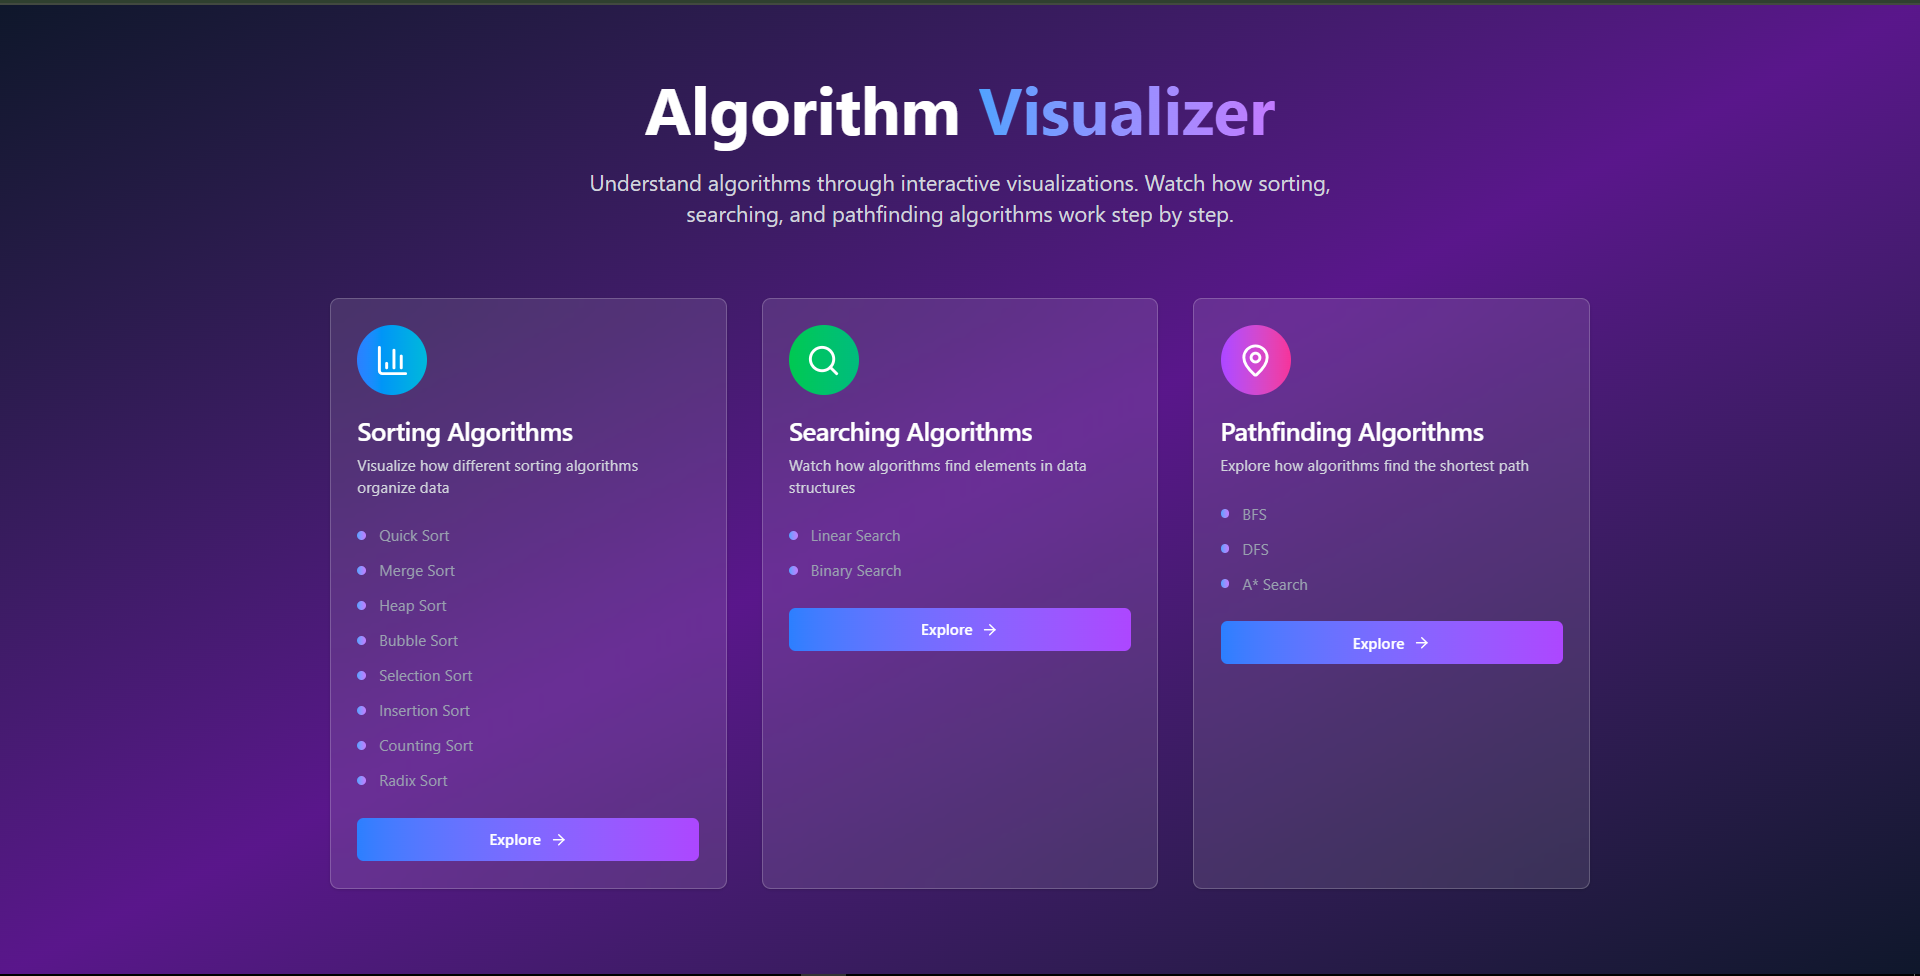 Algorithm Visualizer
Understand algorithms through interactive visualizations. Watch how sorting,
searching, and pathfinding algorithms work step by step.
Sorting Algorithms
Visualize how different sorting algorithms
organize data
Quick Sort
Merge Sort
Heap Sort
Bubble Sort
Selection Sort
Insertion Sort
Counting Sort
Radix Sort
Explore
Searching Algorithms
Watch how algorithms find elements in data
structures
Linear Search
Binary Search
Explore
Pathfinding Algorithms
Explore how algorithms find the shortest path
BFS
DFS
A* Search
Explore